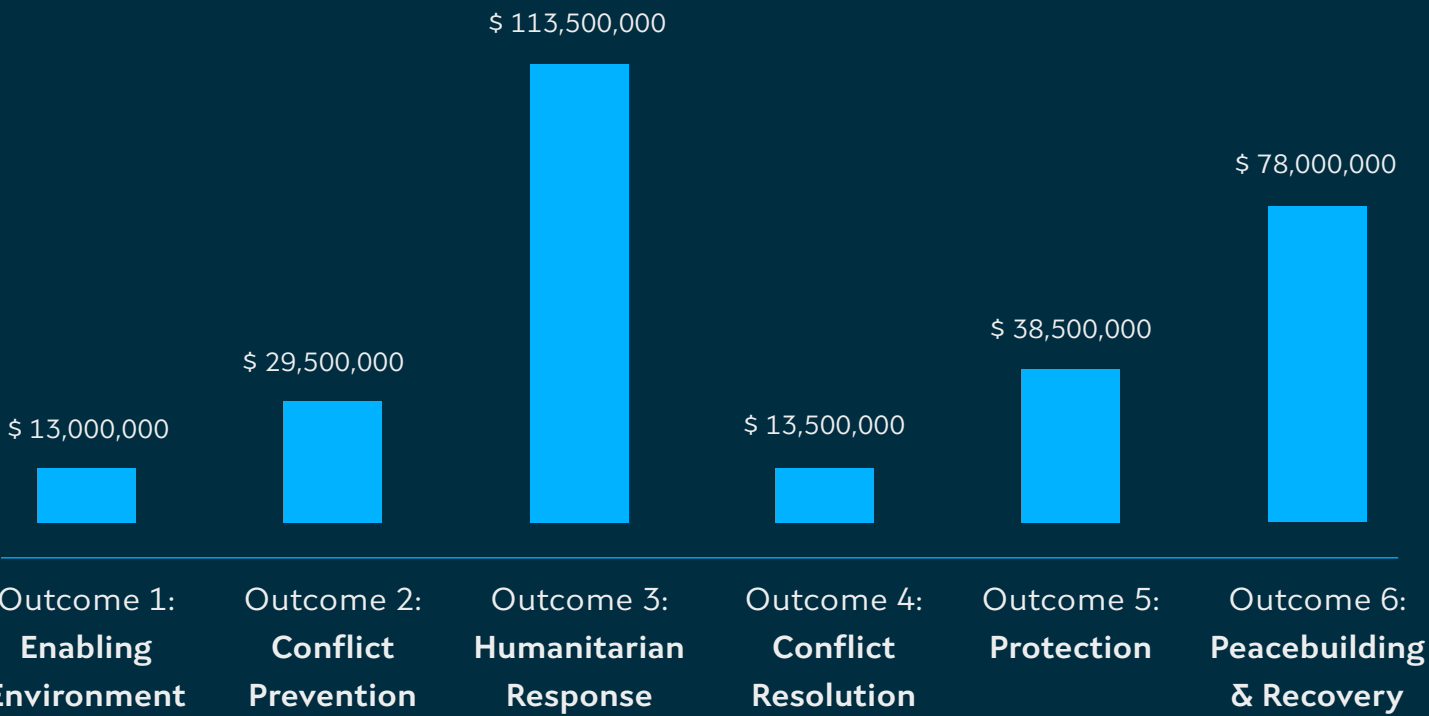 $ 113,500,000
$ 78,000,000
$ 38,500,000
$ 29,500,000
$ 13,500,000
$ 13,000,000
Outcome 1:
Enabling
Environment
Outcome 2:
Conflict
Prevention
Outcome 3:
Humanitarian
Response
Outcome 4:
Conflict
Resolution
Outcome 5:
Protection
Outcome 6:
Peacebuilding
& Recovery